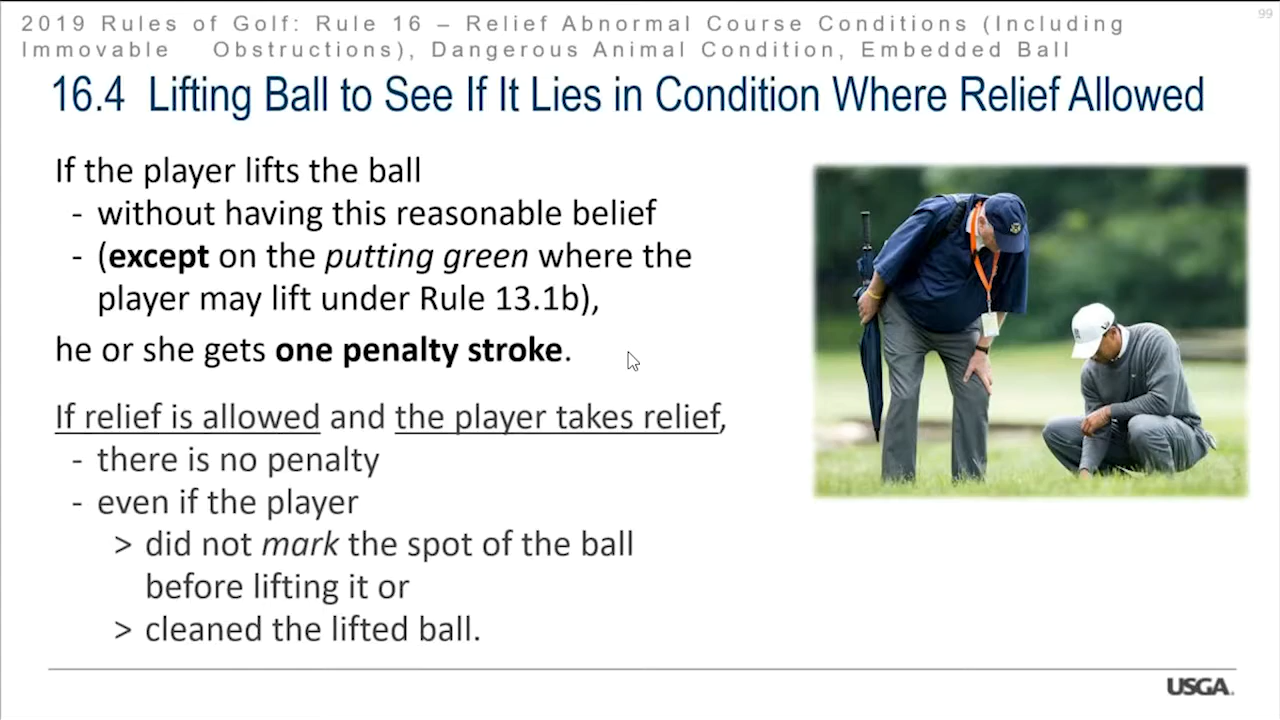 99
2019 Rules of Golf: Rule 16 – Relief Abnormal Course Conditions (Including
Immovable Obstructions), Dangerous Animal Condition, Embedded Ball
16.4 Lifting Ball to See If It Lies in Condition Where Relief Allowed
If the player lifts the ball
- without having this reasonable belief
- (except on the putting green where the
player may lift under Rule 13.1b),
he or she gets one penalty stroke.
If relief is allowed and the player takes relief,
- there is no penalty
- even if the player
> did not mark the spot of the ball
before lifting it or
> cleaned the lifted ball.
USGA.